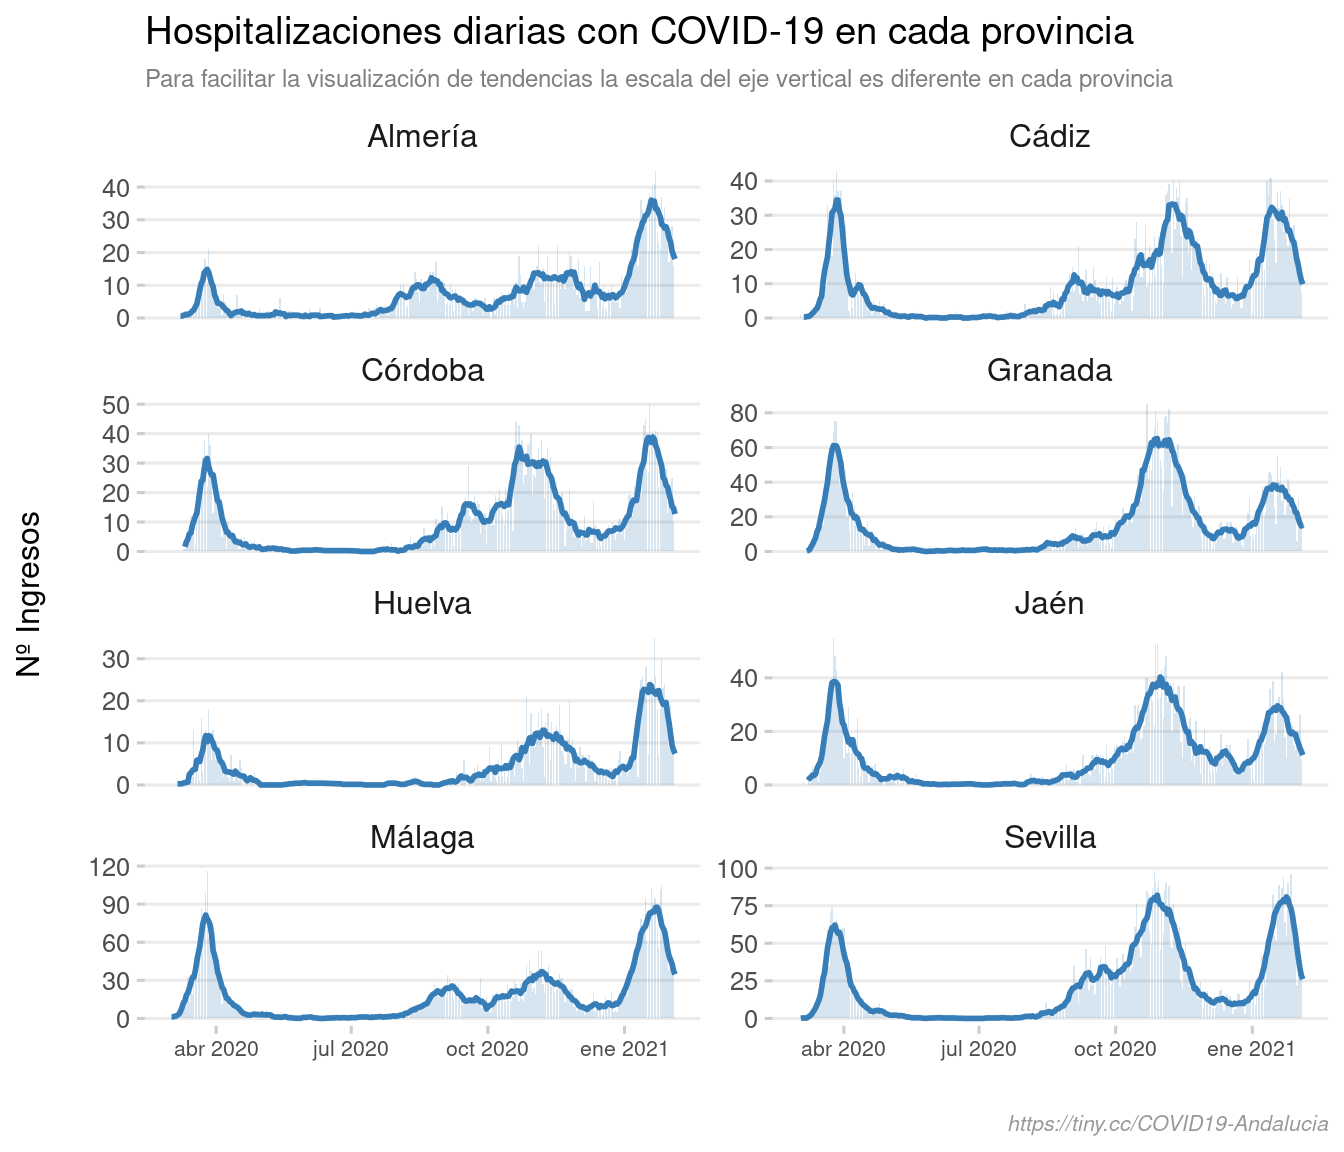 Hospitalizaciones diarias con COVID-19 en cada provincia
Para facilitar la visualización de tendencias la escala del eje vertical es diferente en cada provincia
Nº Ingresos
Almería
40
30
20
10
0
Cádiz
40
30
20
10
0
Córdoba
50
40
30
20
10
0
Granada
80
60
40
20
0
Huelva
30
20
10
0
Jaén
40
20
0
Málaga
120
90
60
30
0
abr 2020 jul 2020 oct 2020 ene 2021
Sevilla
100
75
50
25
0
abr 2020 jul 2020 oct 2020 ene 2021
https://tiny.cc/COVID19-Andalucia